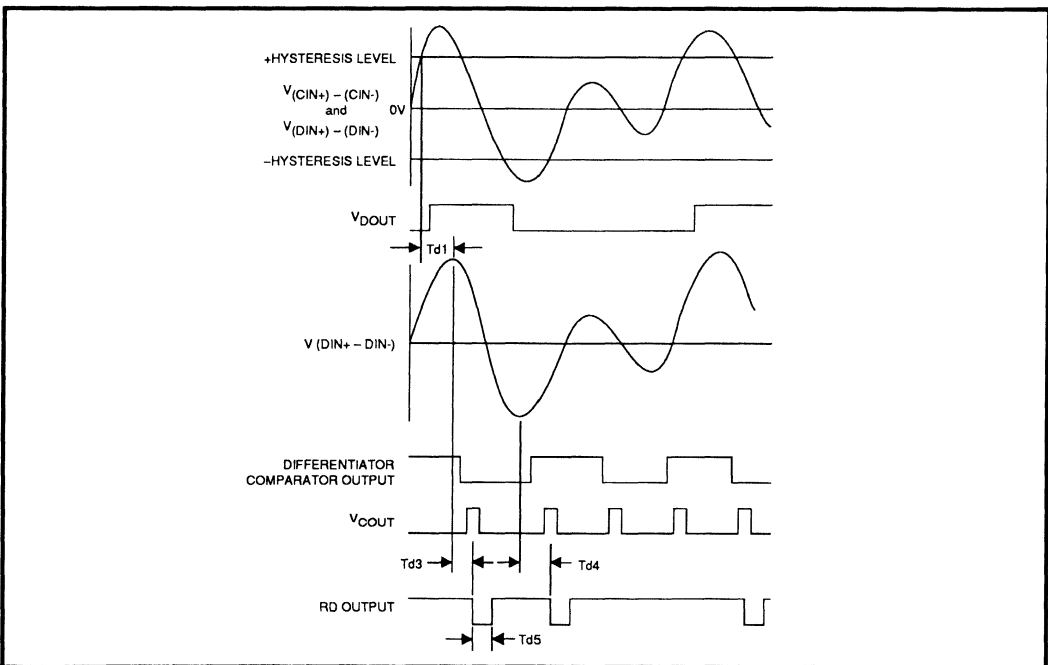 +HYSTERESIS LEVEL
V(CIN+) – (CIN-)
and
0V
V(DIN+) – (DIN-)
–HYSTERESIS LEVEL
VDOUT
Td1
V (DIN+ – DIN-)
DIFFERENTIATOR
COMPARATOR OUTPUT
VCOUT
Td3
Td4
RD OUTPUT
Td5